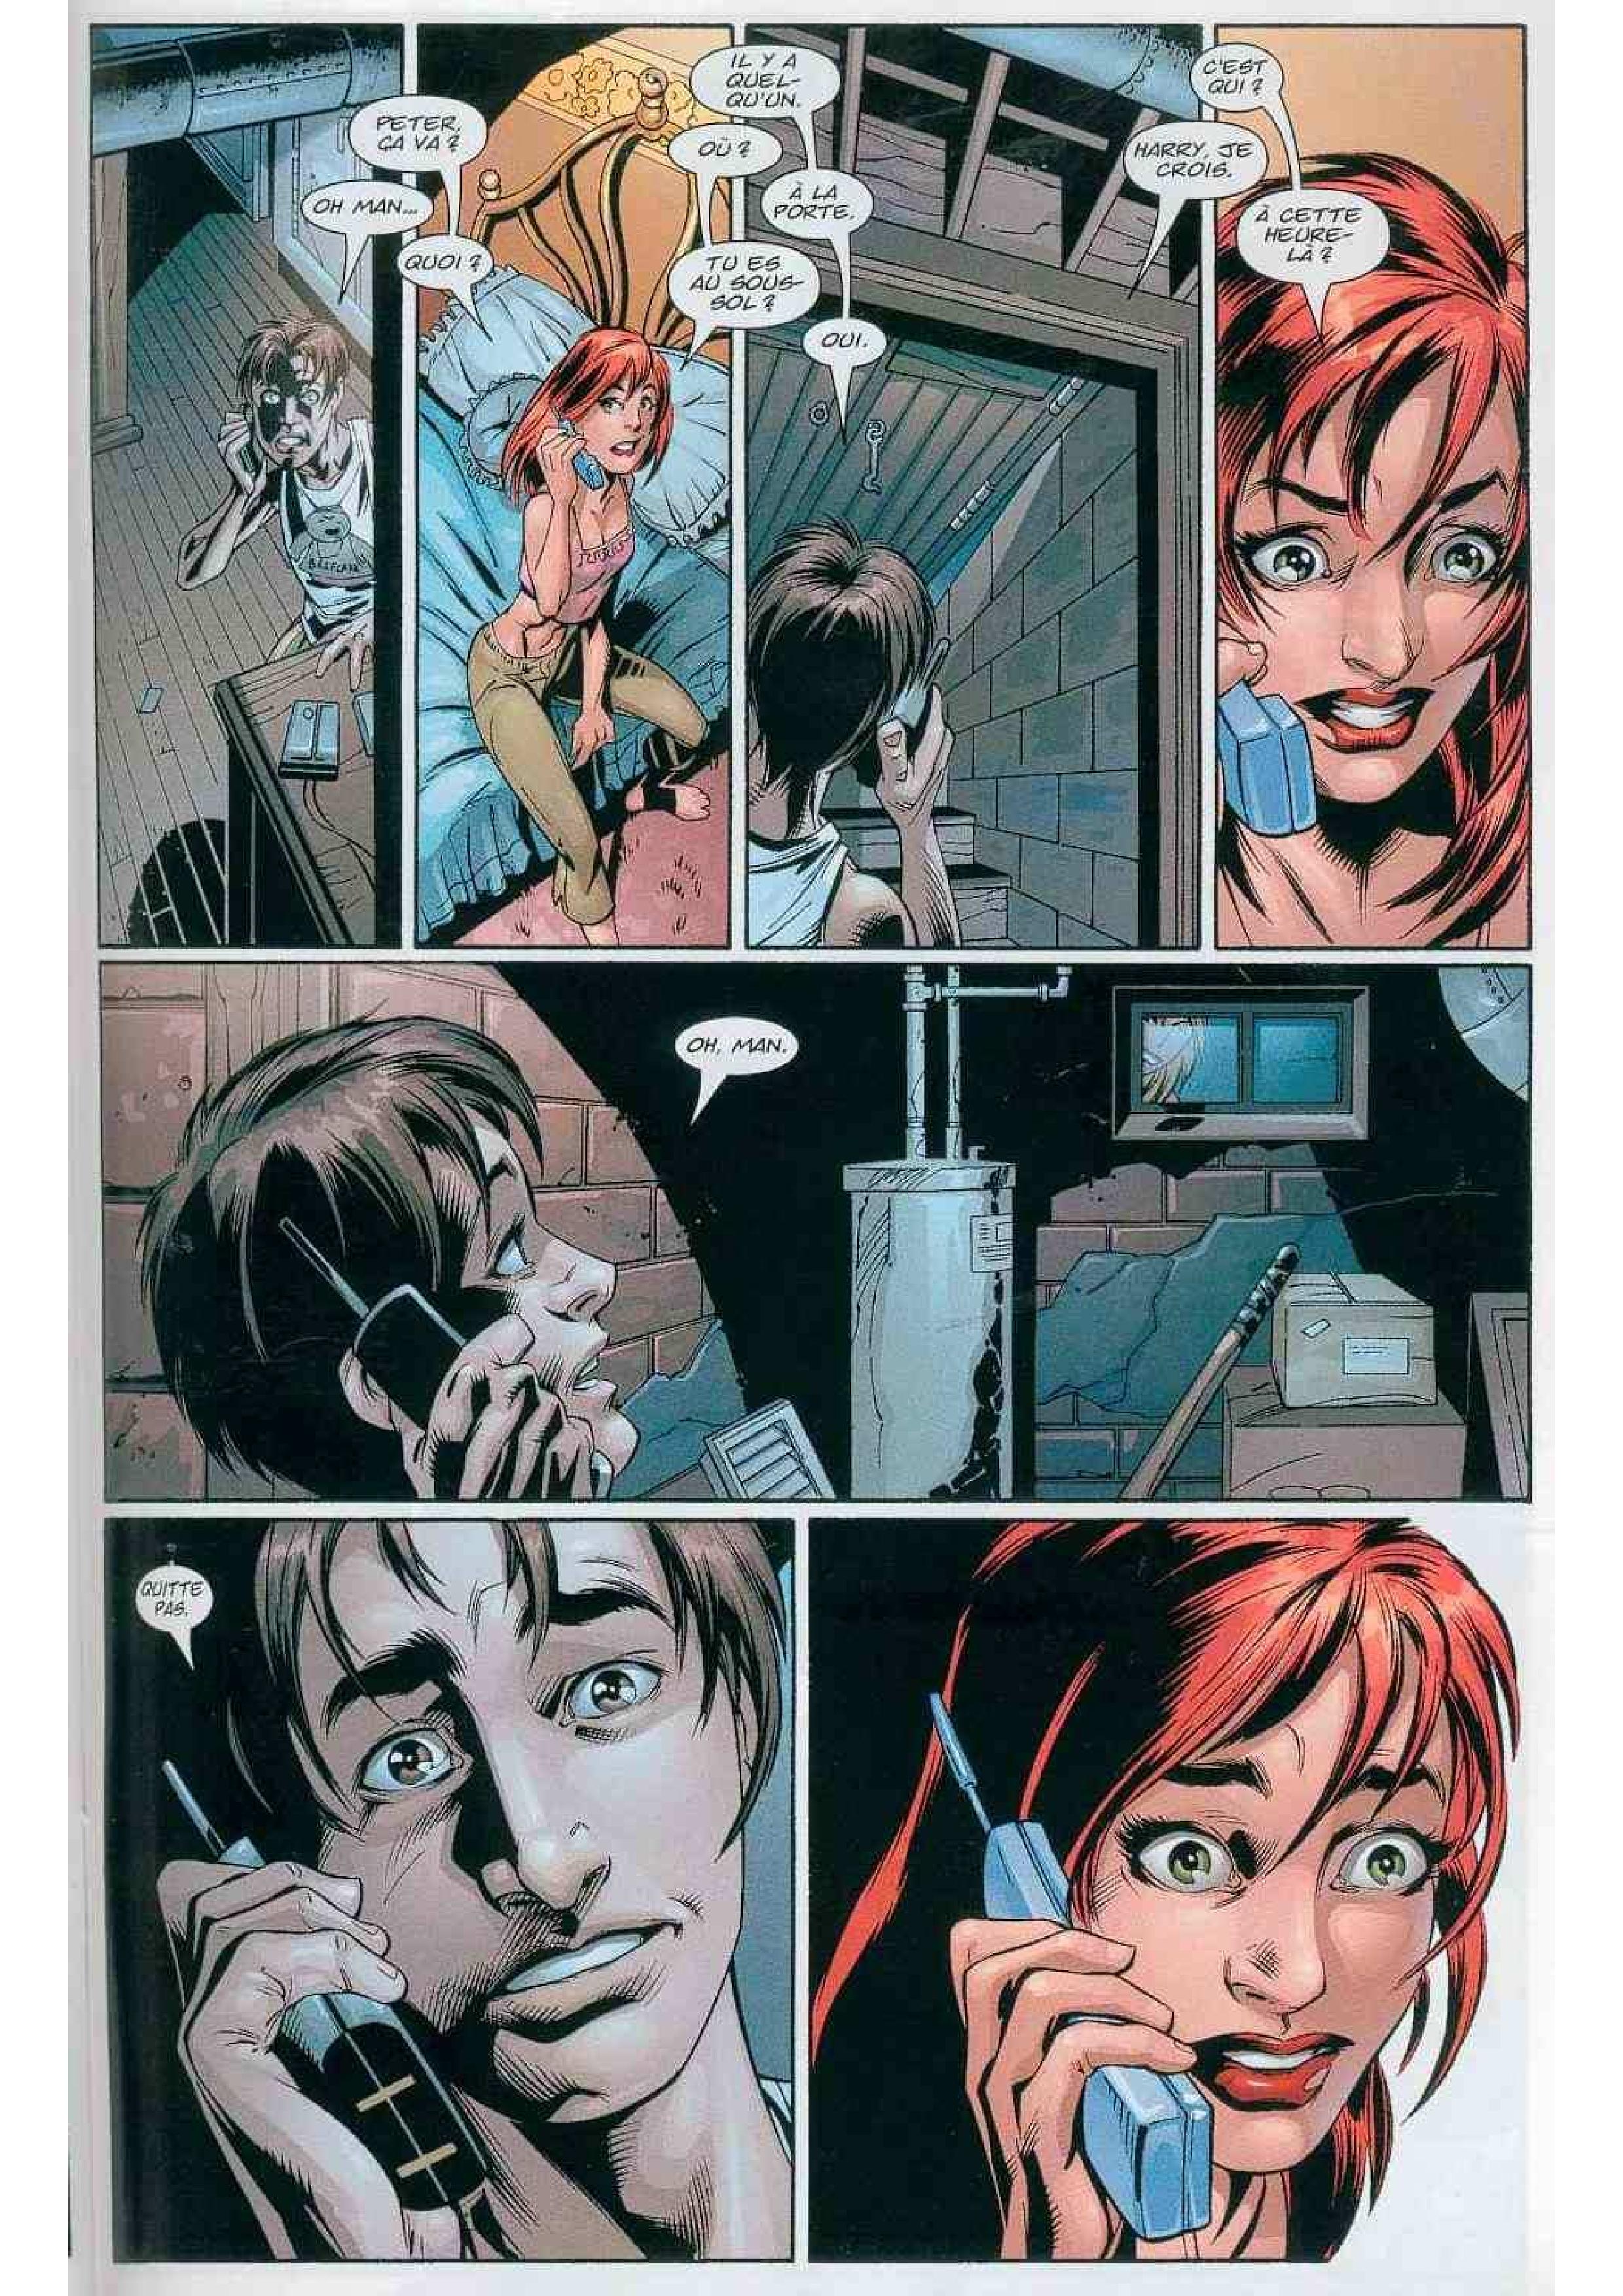 OH MAN...
PETER,
ÇA VA ?
QUOI ?
IL Y A
QUEL-
QU'UN.
OÙ ?
À LA
PORTE.
TU ES
AU SOUS-
SOL ?
OUI.
C'EST
QUI ?
HARRY, JE
CROIS.
À CETTE
HEURE-
LÀ ?
OH, MAN.
QUITTE
PAS.